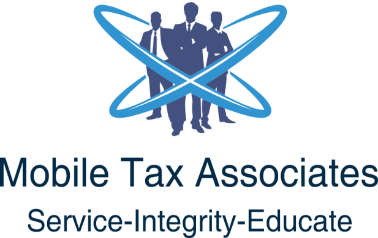 Mobile Tax Associates
Service-Integrity-Educate